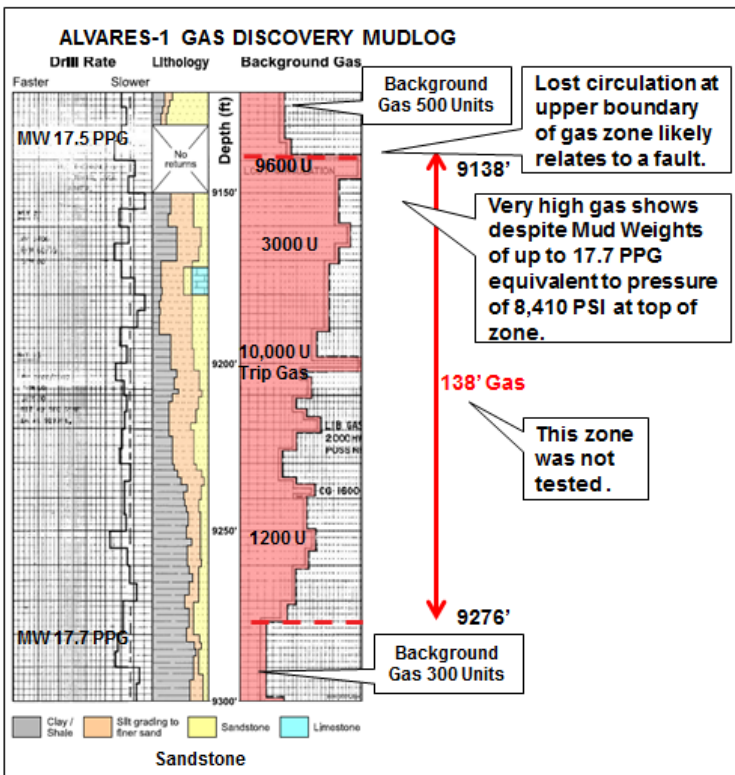 ALVARES-1 GAS DISCOVERY MUDLOG
Drill Rate
Lithology
Background Gas
Faster
Slower
Depth (ft)
Background
Gas 500 Units
Lost circulation at
upper boundary
of gas zone likely
relates to a fault.
MW 17.5 PPG
No
returns
9600 U
9138’
9150'
Very high gas shows
despite Mud Weights
of up to 17.7 PPG
equivalent to pressure
of 8,410 PSI at top of
zone.
3000 U
10,000 U
Trip Gas
9200'
138’ Gas
This zone
was not
tested .
1200 U
9250'
9276’
MW 17.7 PPG
Background
Gas 300 Units
9300'
Clay /
Shale
Silt grading to
finer sand
Sandstone
Limestone
Sandstone